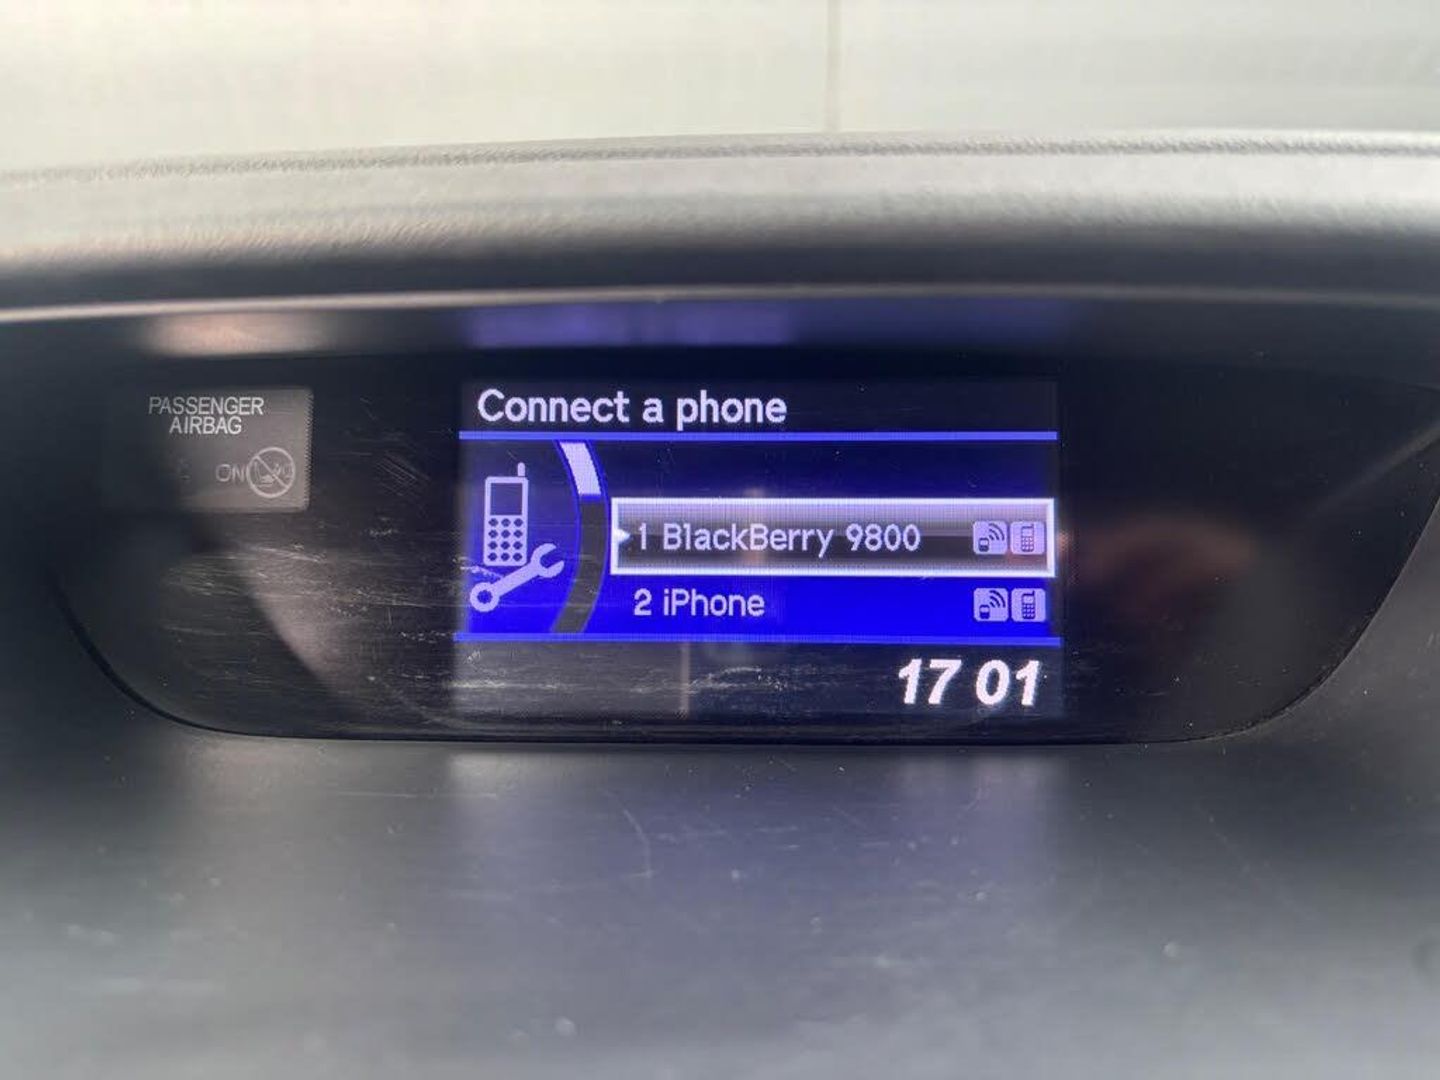 PASSENGER
AIRBAG
ON
Connect a phone
1 BlackBerry 9800
2 iPhone
17 01